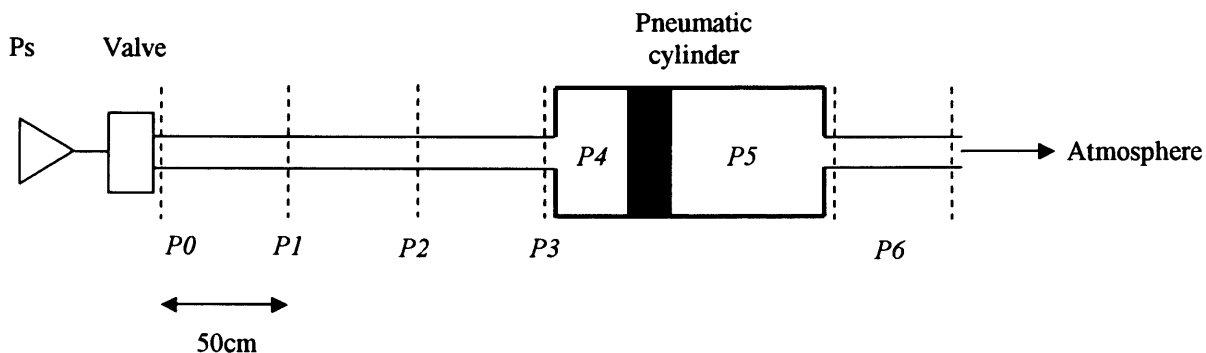 Pneumatic
cylinder
Ps
Valve
P4
P5
Atmosphere
P0
P1
P2
P3
P6
50cm